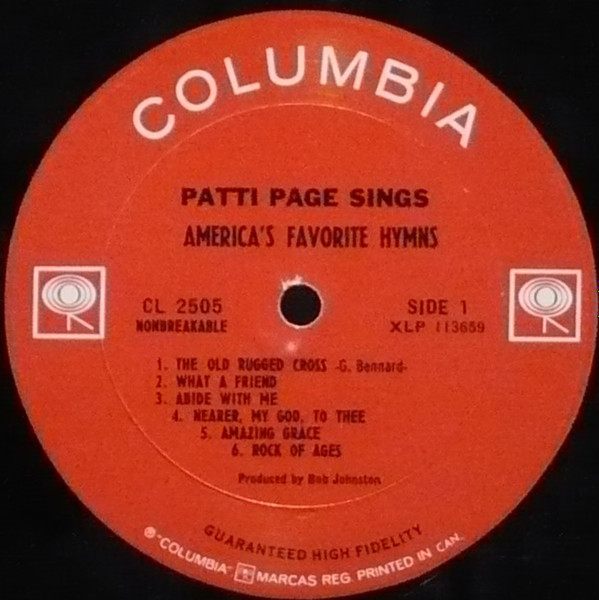 COLUMBIA
PATTI PAGE SINGS
AMERICA'S FAVORITE HYMNS
CL 2505
NONBREAKABLE
SIDE 1
XLP 113659
1. THE OLD RUGGED CROSS -G. Bennard-
2. WHAT A FRIEND
3. ABIDE WITH ME
4. NEARER, MY GOD, TO THEE
5. AMAZING GRACE
6. ROCK OF AGES
Produced by Bob Johnston
GUARANTEED HIGH FIDELITY
® "COLUMBIA" MARCAS REG. PRINTED IN CAN.